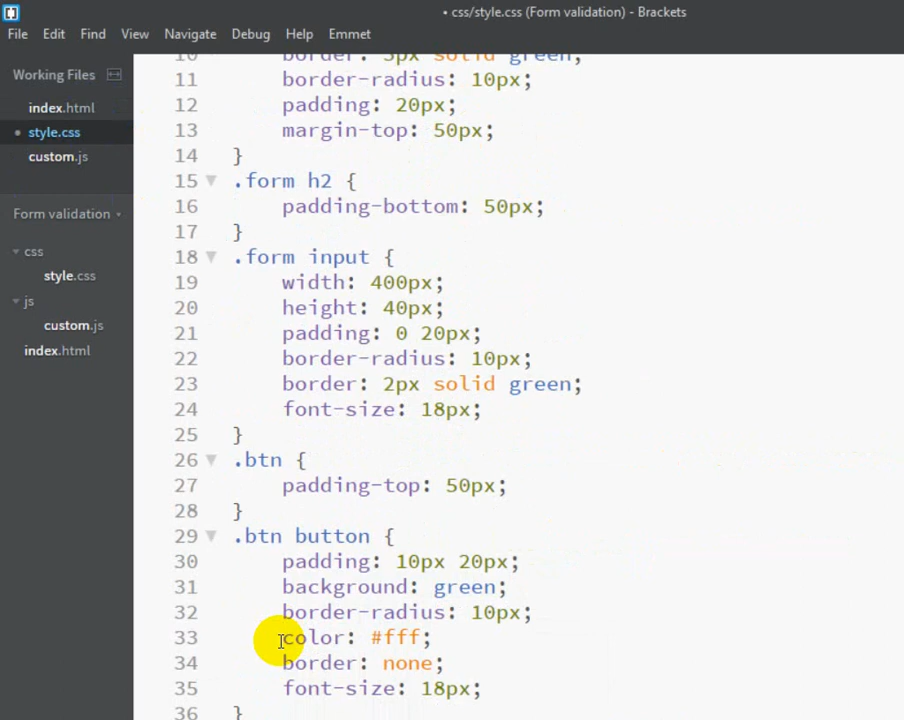 • css/style.css (Form validation) - Brackets
File Edit Find View Navigate Debug Help Emmet
Working Files
index.html
• style.css
custom.js
Form validation
css
style.css
js
custom.js
index.html
10 border: 3px solid green;
11 border-radius: 10px;
12 padding: 20px;
13 margin-top: 50px;
14 }
15 .form h2 {
16 padding-bottom: 50px;
17 }
18 .form input {
19 width: 400px;
20 height: 40px;
21 padding: 0 20px;
22 border-radius: 10px;
23 border: 2px solid green;
24 font-size: 18px;
25 }
26 .btn {
27 padding-top: 50px;
28 }
29 .btn button {
30 padding: 10px 20px;
31 background: green;
32 border-radius: 10px;
33 color: #fff;
34 border: none;
35 font-size: 18px;
36 }